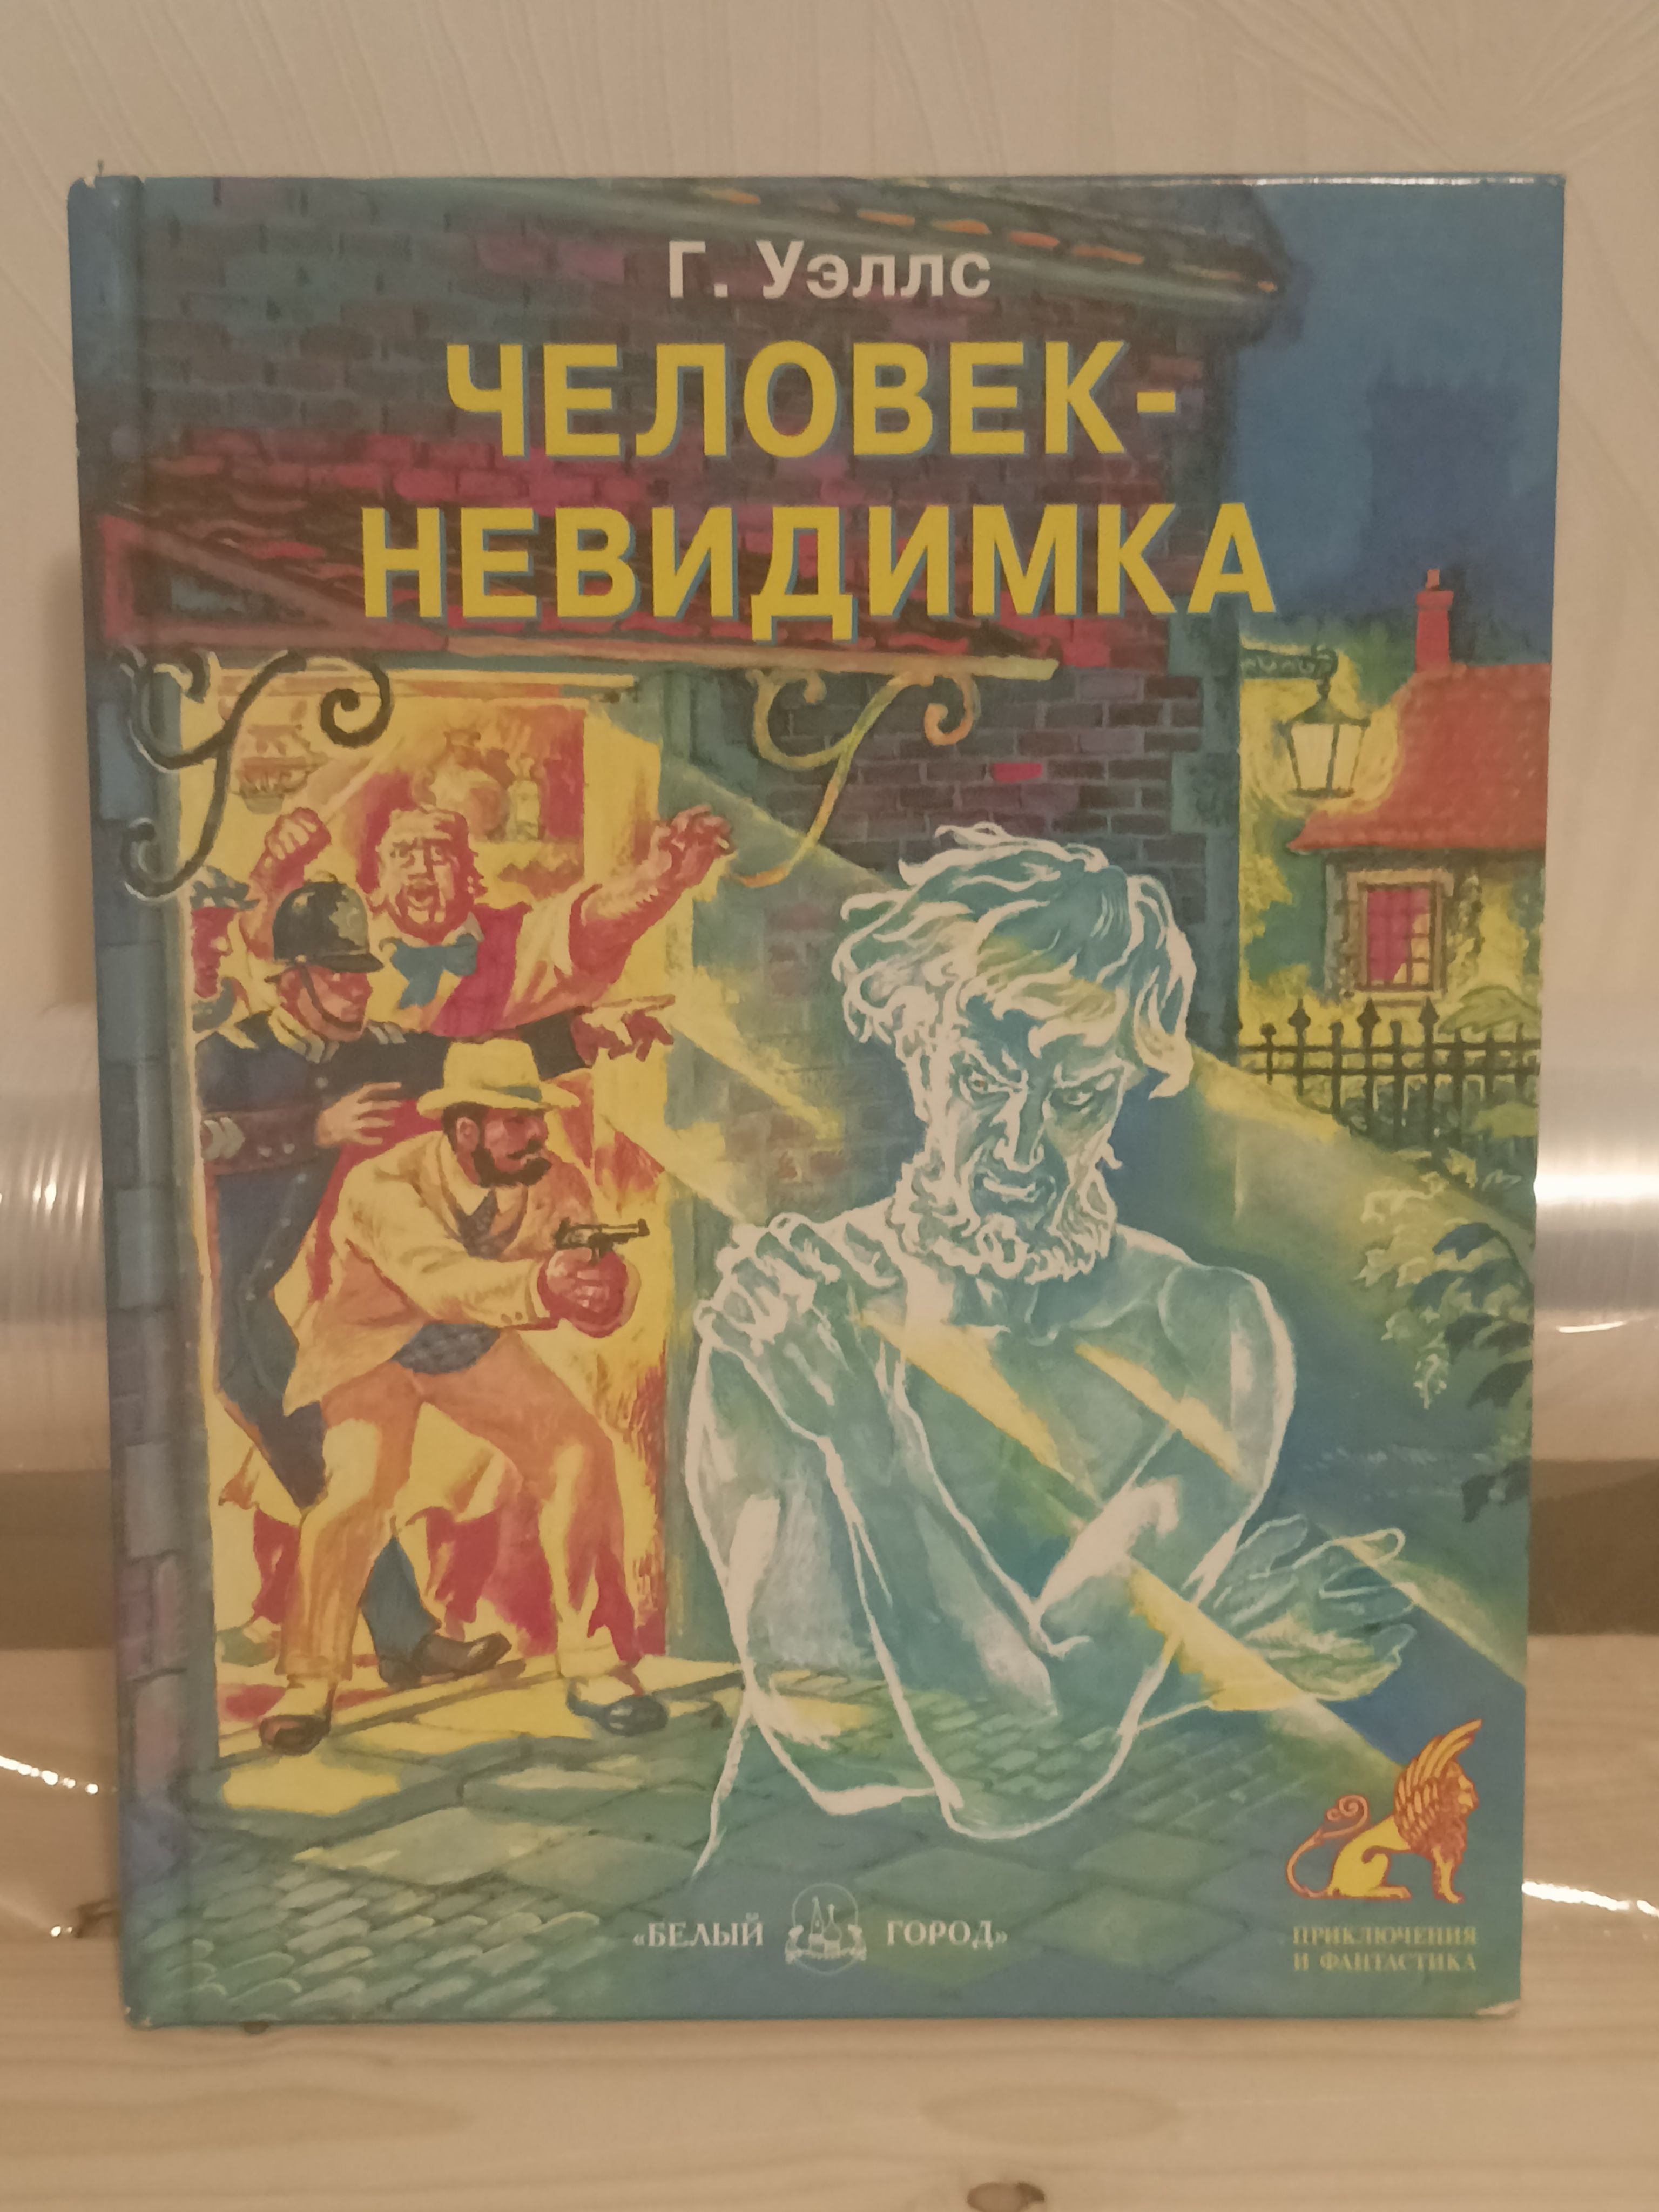 Г. Уэллс
ЧЕЛОВЕК-
НЕВИДИМКА
«БЕЛЫЙ ГОРОД»
ПРИКЛЮЧЕНИЯ
И ФАНТАСТИКА